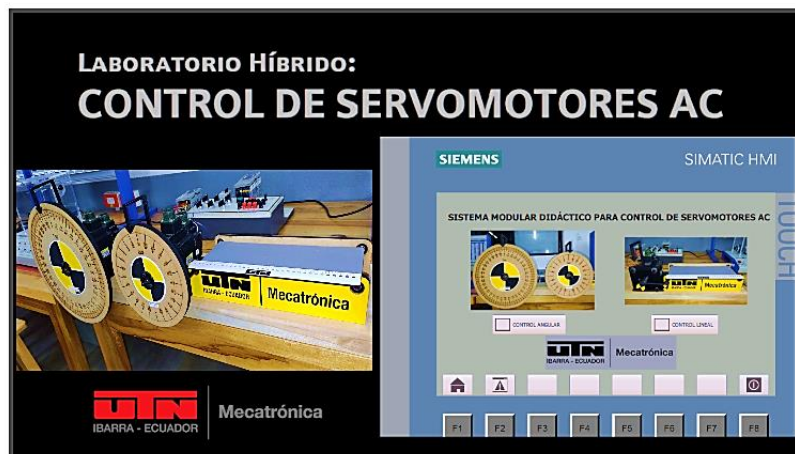 LABORATORIO HÍBRIDO:
CONTROL DE SERVOMOTORES AC
UTN
IBARRA - ECUADOR
Mecatrónica
UTN
IBARRA - ECUADOR
Mecatrónica
SIEMENS
SIMATIC HMI
TOUCH
SISTEMA MODULAR DIDÁCTICO PARA CONTROL DE SERVOMOTORES AC
CONTROL ANGULAR
CONTROL LINEAL
UTN
IBARRA - ECUADOR
Mecatrónica
F1
F2
F3
F4
F5
F6
F7
F8